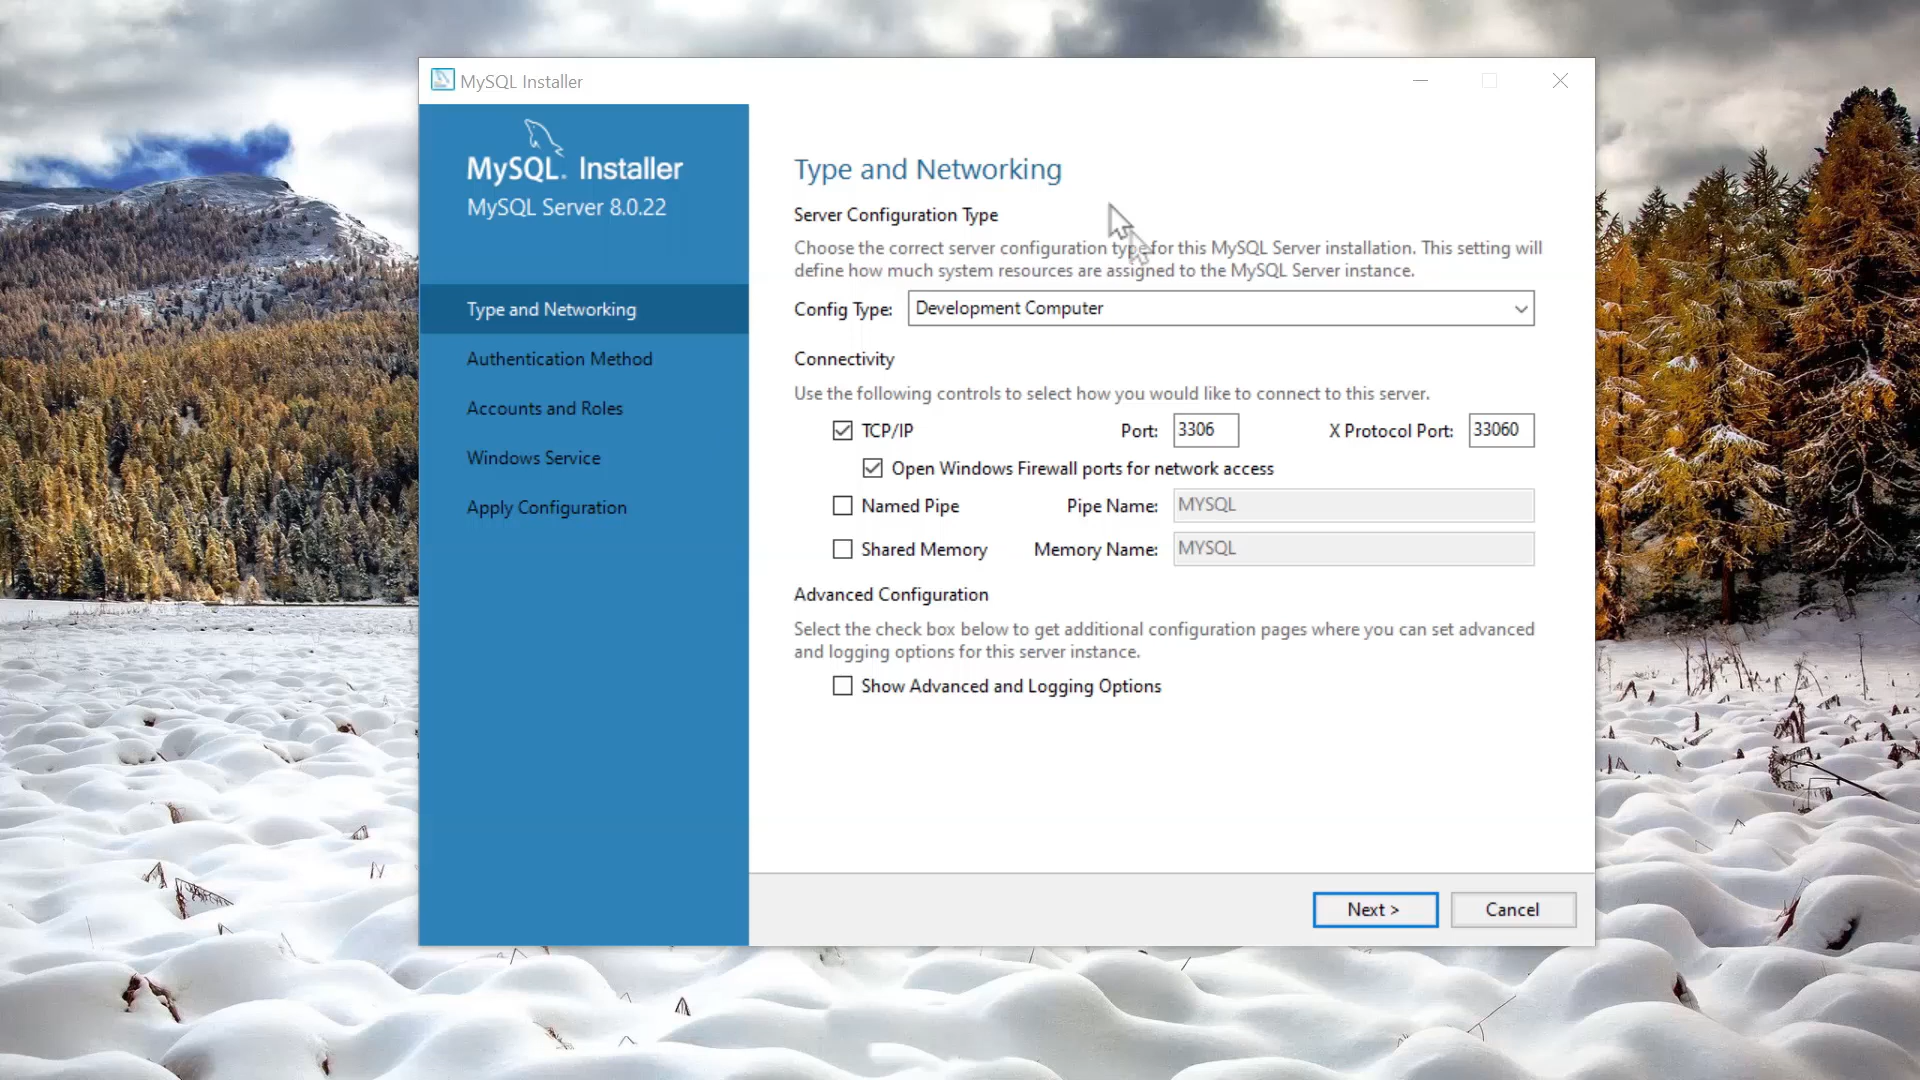 MySQL Installer
MySQL. Installer
MySQL Server 8.0.22
Type and Networking
Authentication Method
Accounts and Roles
Windows Service
Apply Configuration
Type and Networking
Server Configuration Type
Choose the correct server configuration type for this MySQL Server installation. This setting will
define how much system resources are assigned to the MySQL Server instance.
Config Type: Development Computer
Connectivity
Use the following controls to select how you would like to connect to this server.
TCP/IP Port: 3306 X Protocol Port: 33060
Open Windows Firewall ports for network access
Named Pipe Pipe Name: MYSQL
Shared Memory Memory Name: MYSQL
Advanced Configuration
Select the check box below to get additional configuration pages where you can set advanced
and logging options for this server instance.
Show Advanced and Logging Options
Next > Cancel